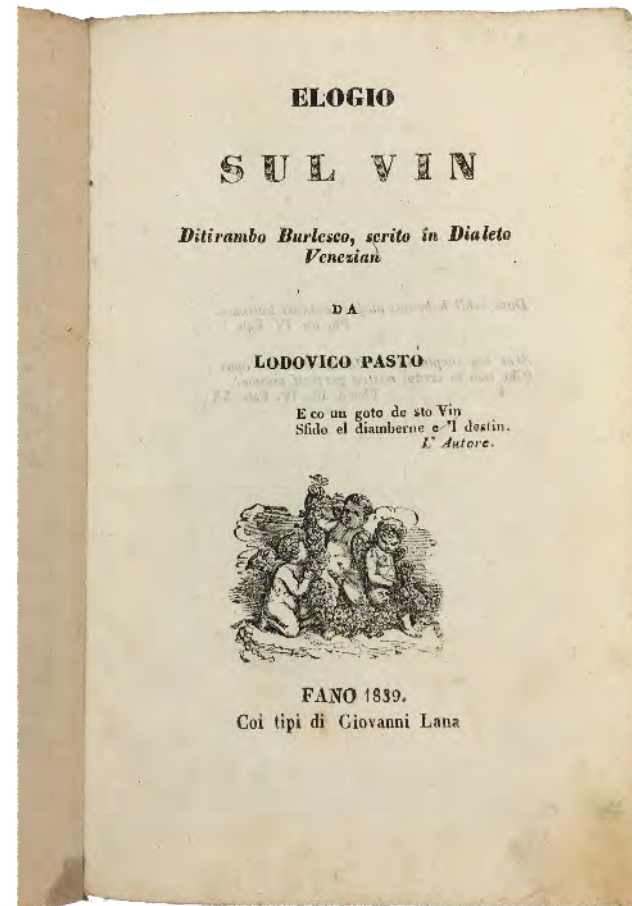 ELOGIO
SUL VIN
Ditirambo Burlesco, scrito in Dialeto
Venezian
DA
LODOVICO PASTÒ
E co un goto de sto Vin
Sfido el diamberne e 'l destin.
L' Autore.
FANO 1839.
Coi tipi di Giovanni Lana